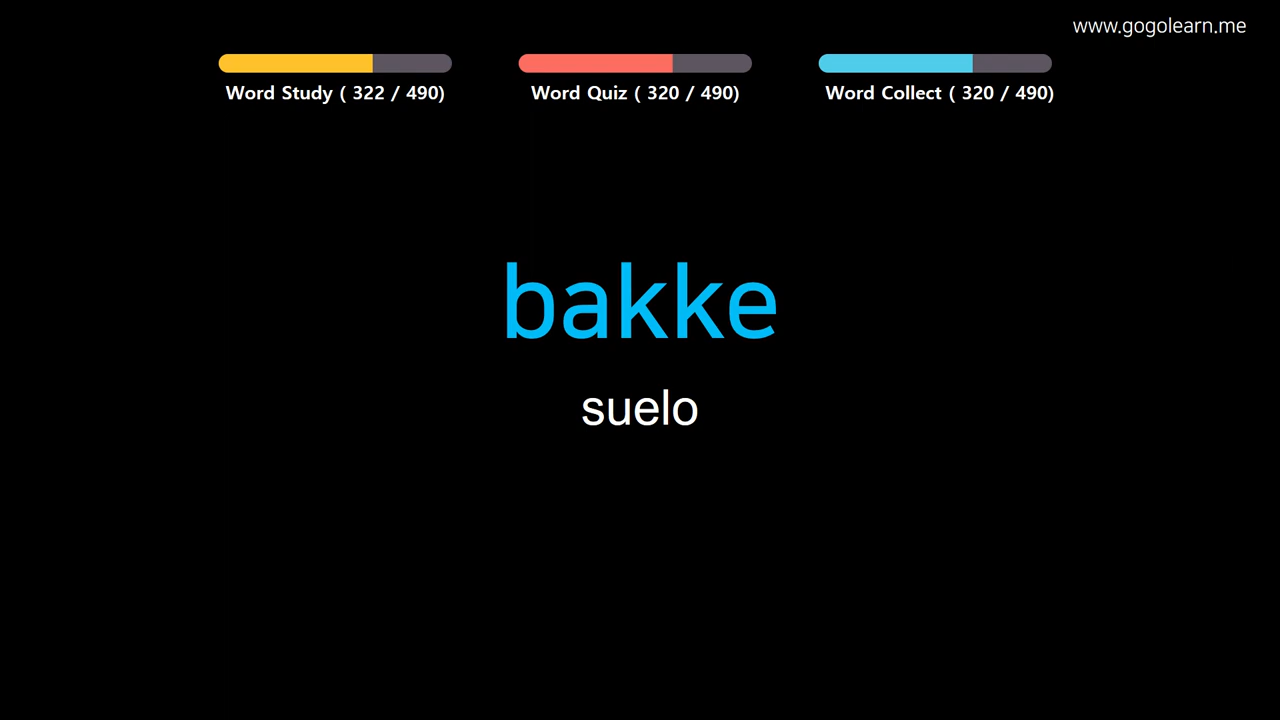 www.gogolearn.me
Word Study ( 322 / 490)
Word Quiz ( 320 / 490)
Word Collect ( 320 / 490)
bakke
suelo